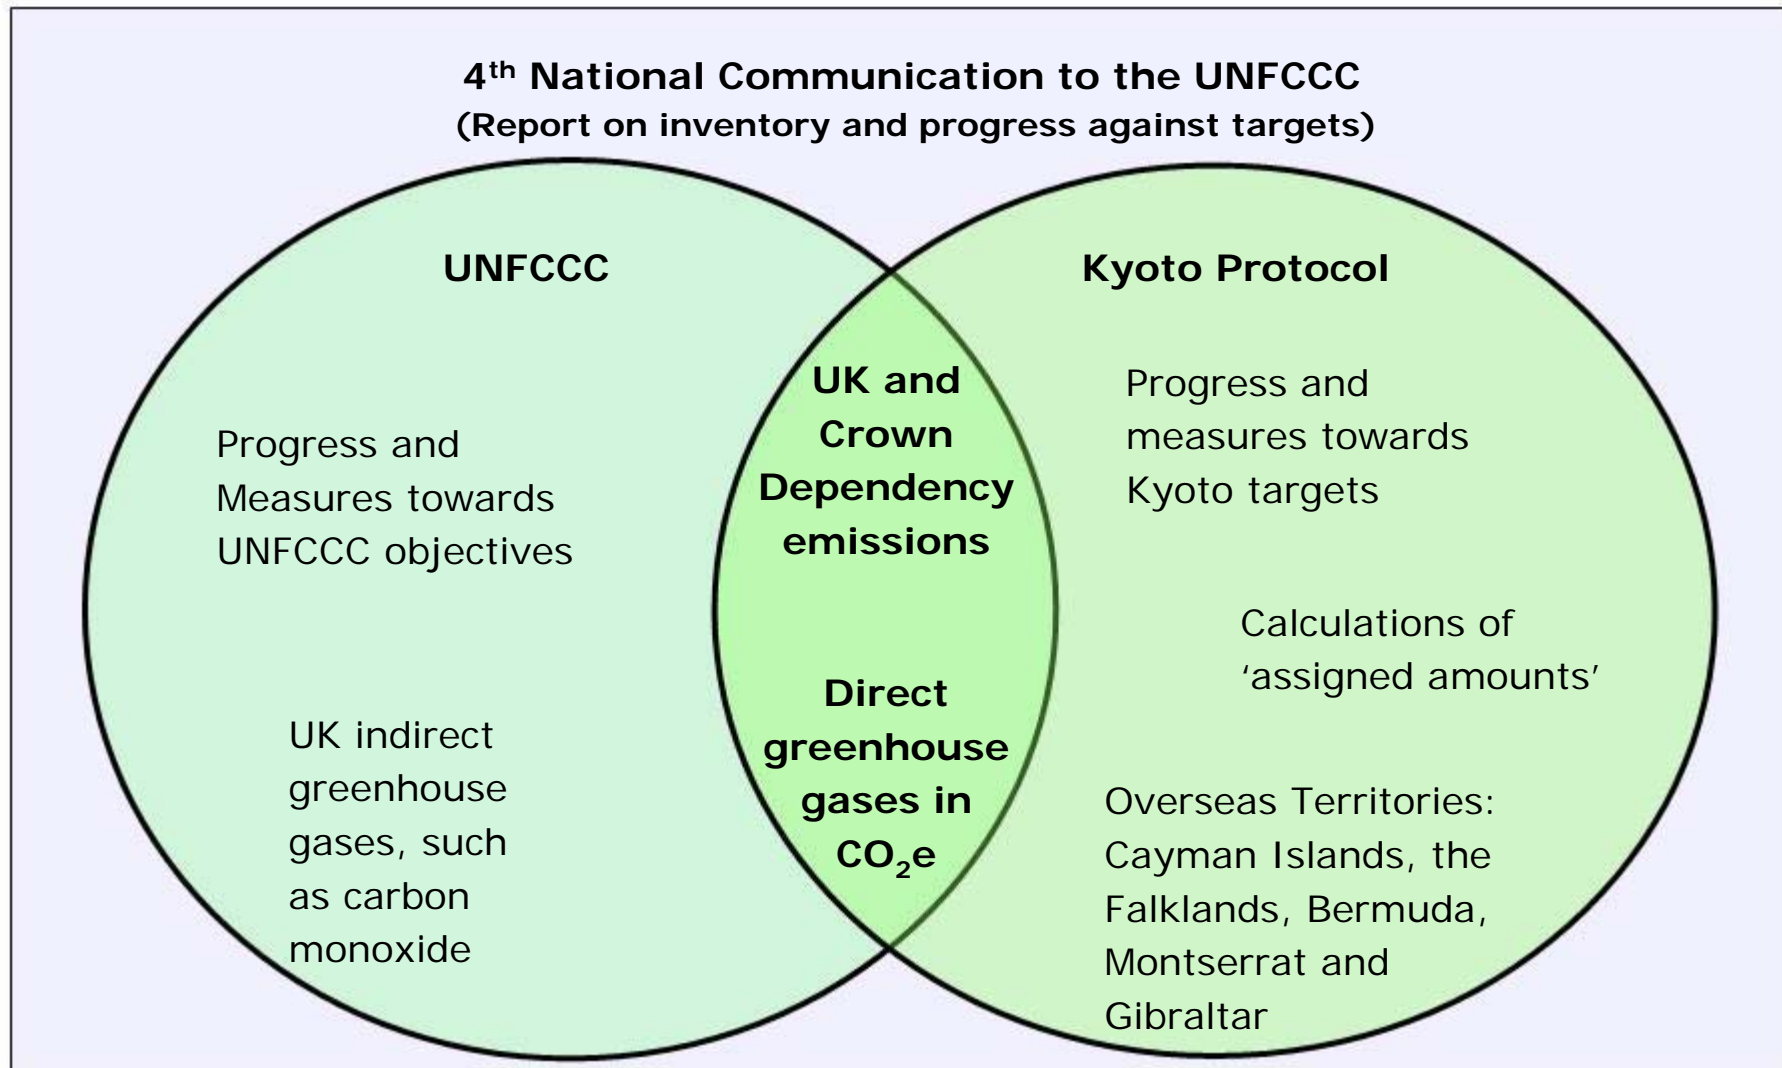 4th National Communication to the UNFCCC
(Report on inventory and progress against targets)
UNFCCC
Progress and
Measures towards
UNFCCC objectives
UK indirect
greenhouse
gases, such
as carbon
monoxide
UK and
Crown
Dependency
emissions
Direct
greenhouse
gases in
CO₂e
Kyoto Protocol
Progress and
measures towards
Kyoto targets
Calculations of
‘assigned amounts’
Overseas Territories:
Cayman Islands, the
Falklands, Bermuda,
Montserrat and
Gibraltar